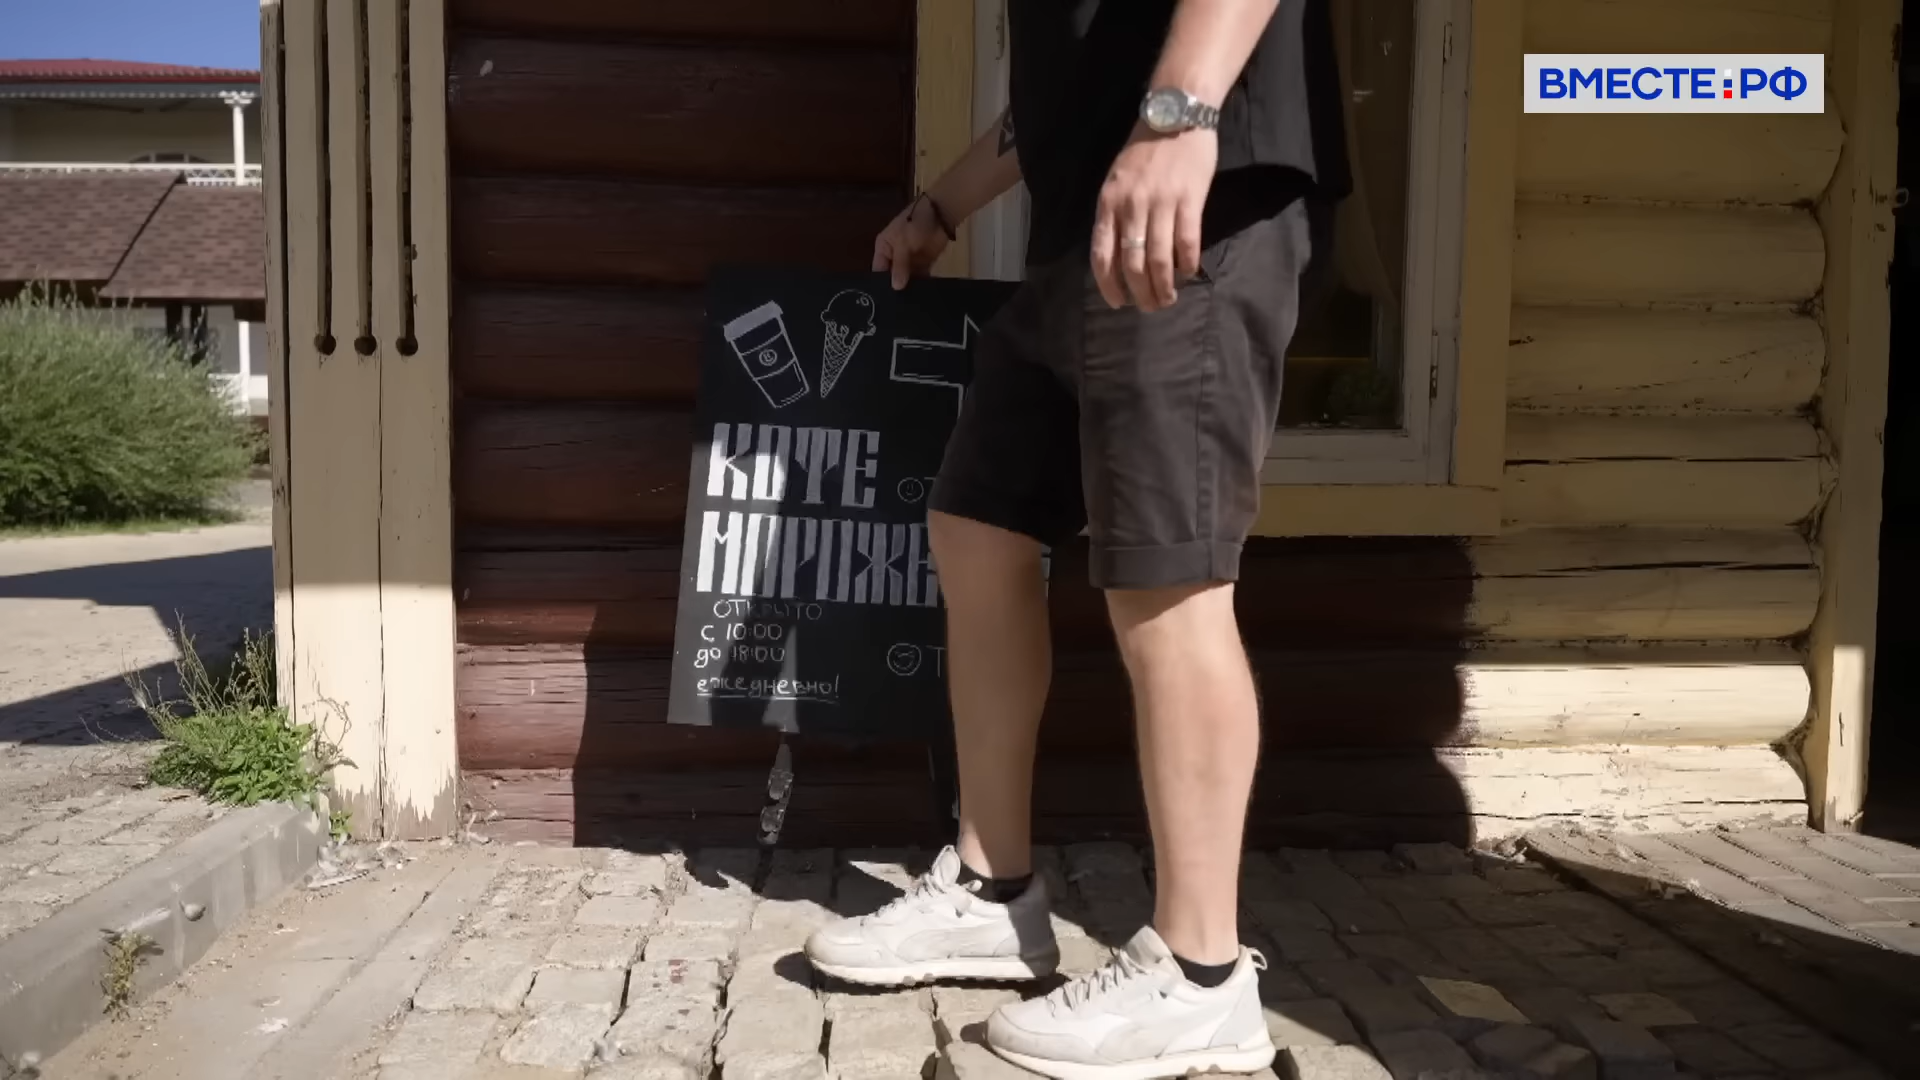 ВМЕСТЕ:РФ
КОФЕ
МОРОЖЕ
ОТКРЫТО
с 10:00
до 18:00
ежедневно!